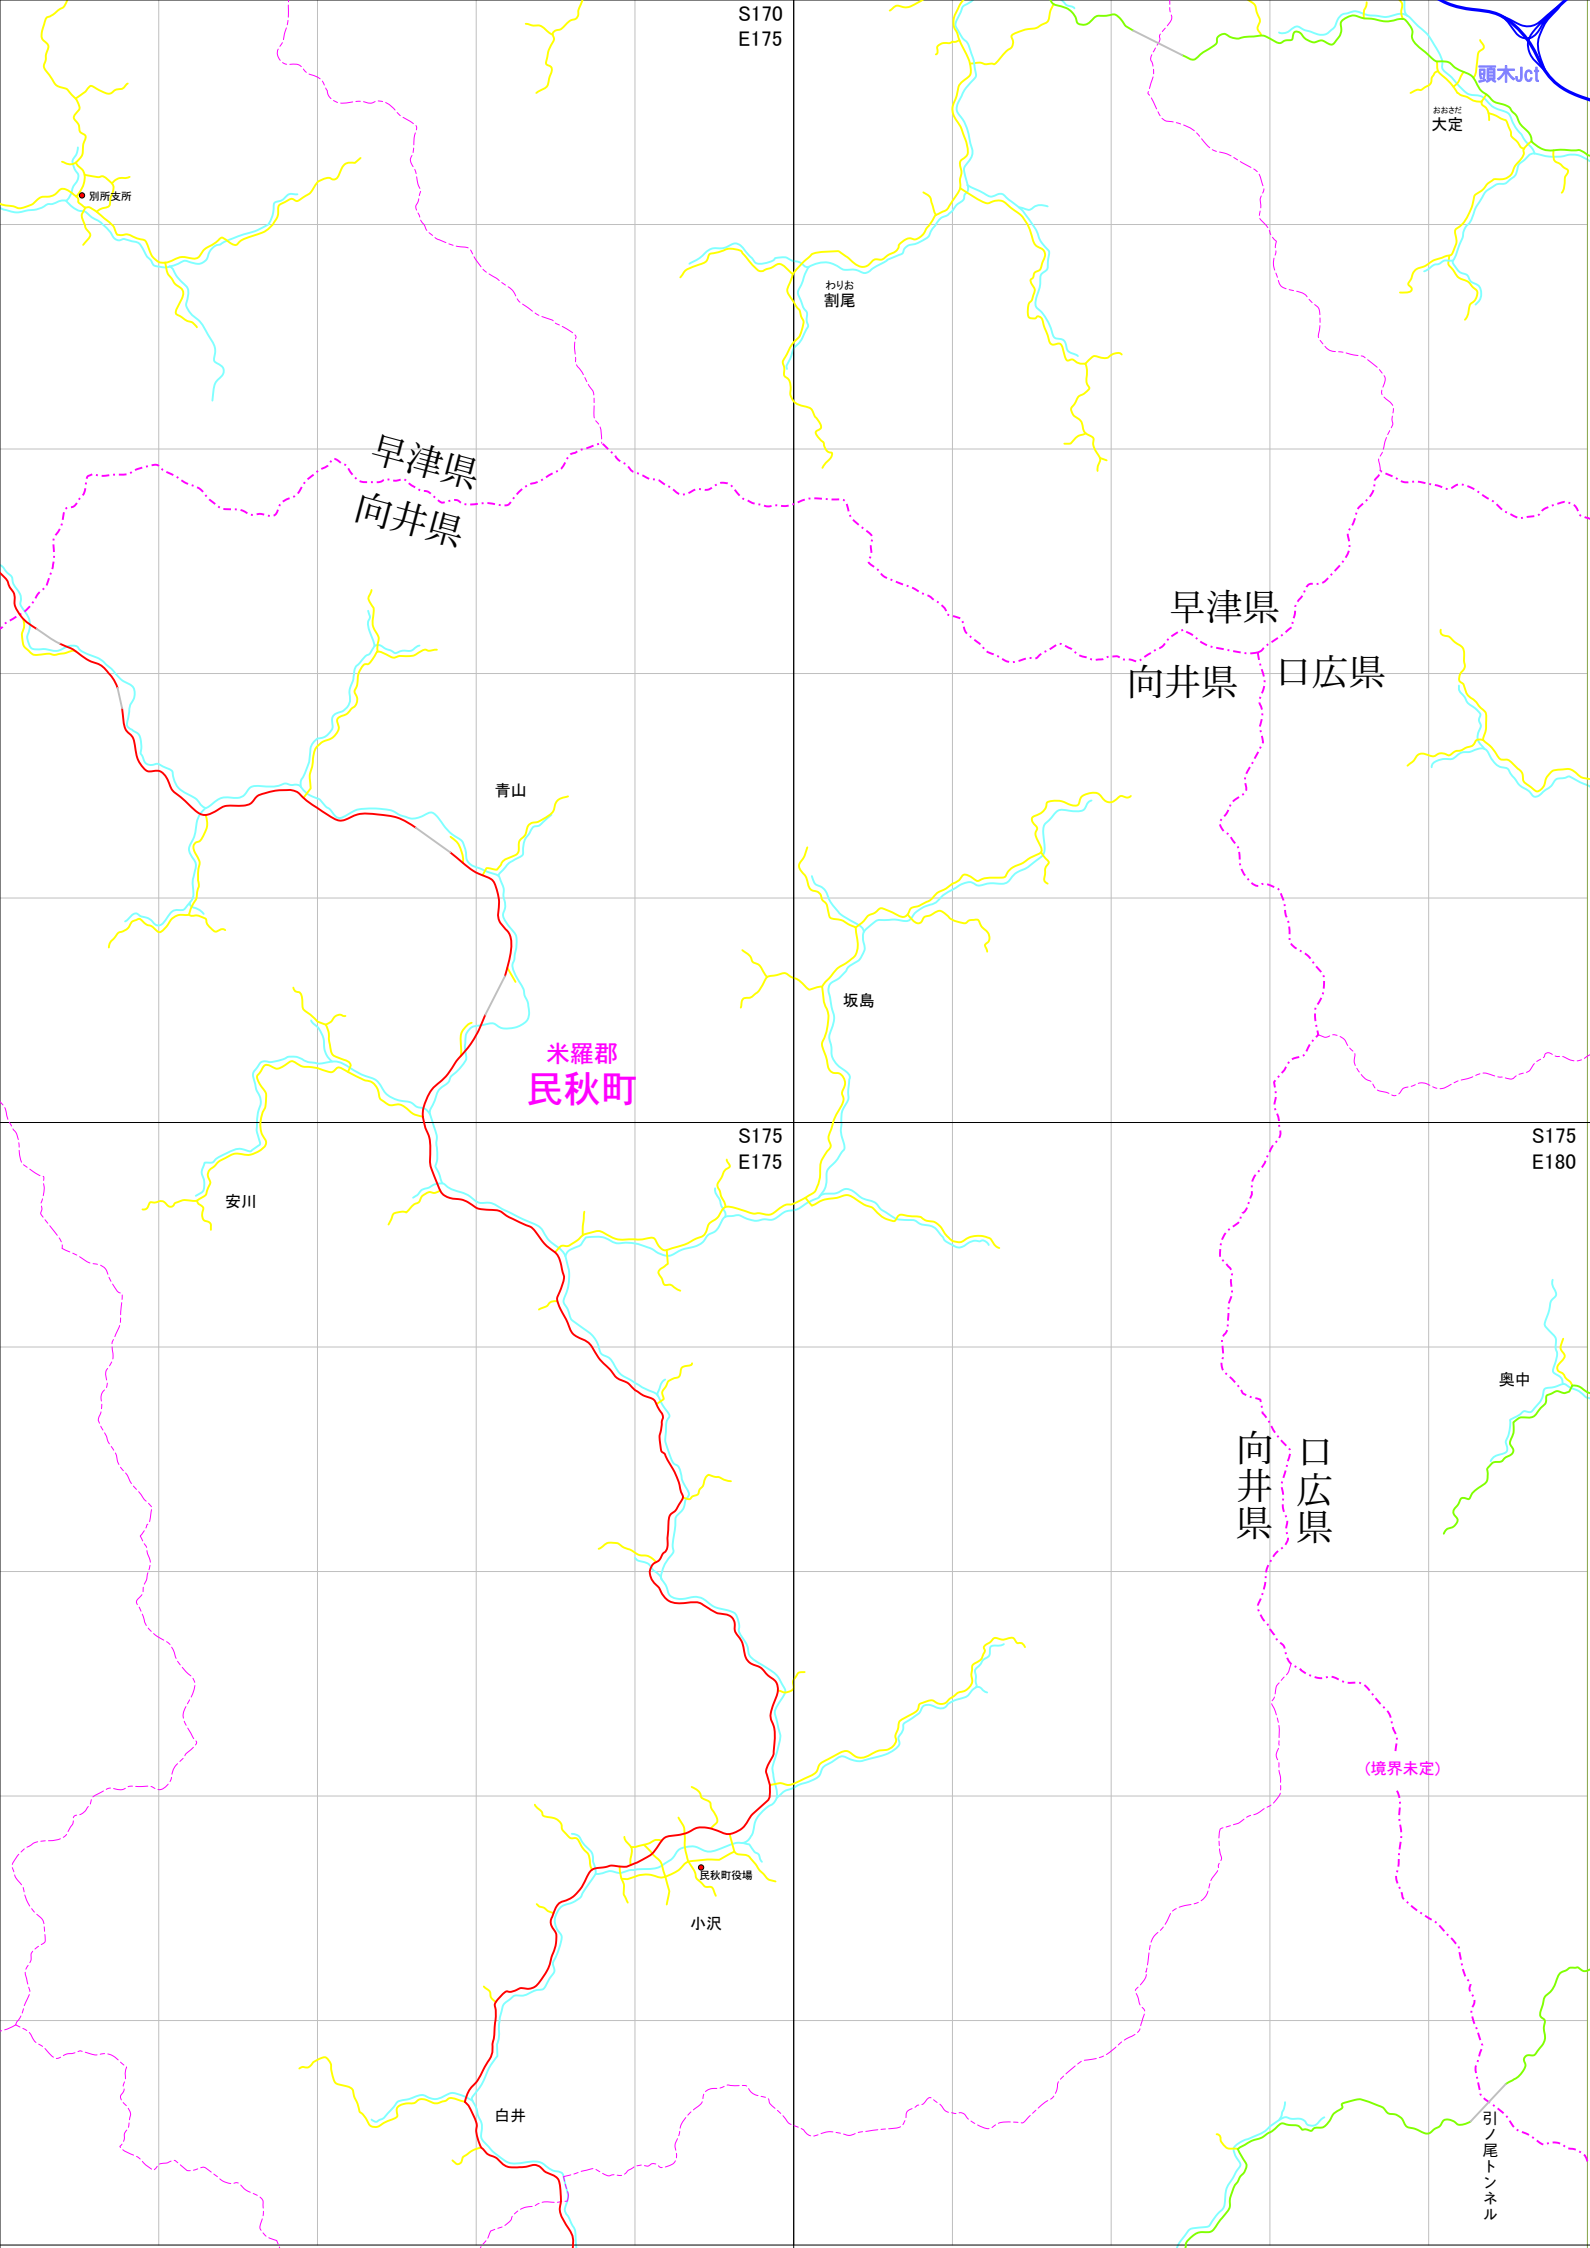 S170
E175
頭木Jct
おおさだ
大定
別所支所
わりお
割尾
早津県
向井県
早津県
向井県
口広県
青山
坂島
米羅郡
民秋町
S175
E175
S175
E180
安川
奥中
向井県
口広県
(境界未定)
民秋町役場
小沢
白井
引ノ尾トンネル